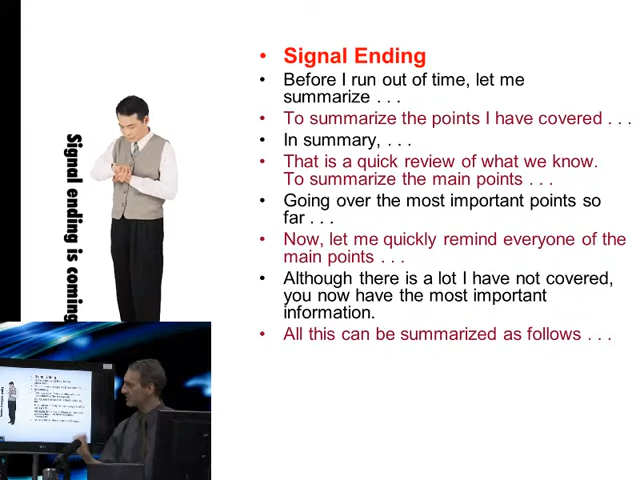 Signal Ending
Before I run out of time, let me
summarize . . .
To summarize the points I have covered . . .
In summary, . . .
That is a quick review of what we know.
To summarize the main points . . .
Going over the most important points so
far . . .
Now, let me quickly remind everyone of the
main points . . .
Although there is a lot I have not covered,
you now have the most important
information.
All this can be summarized as follows . . .
Signal ending is coming